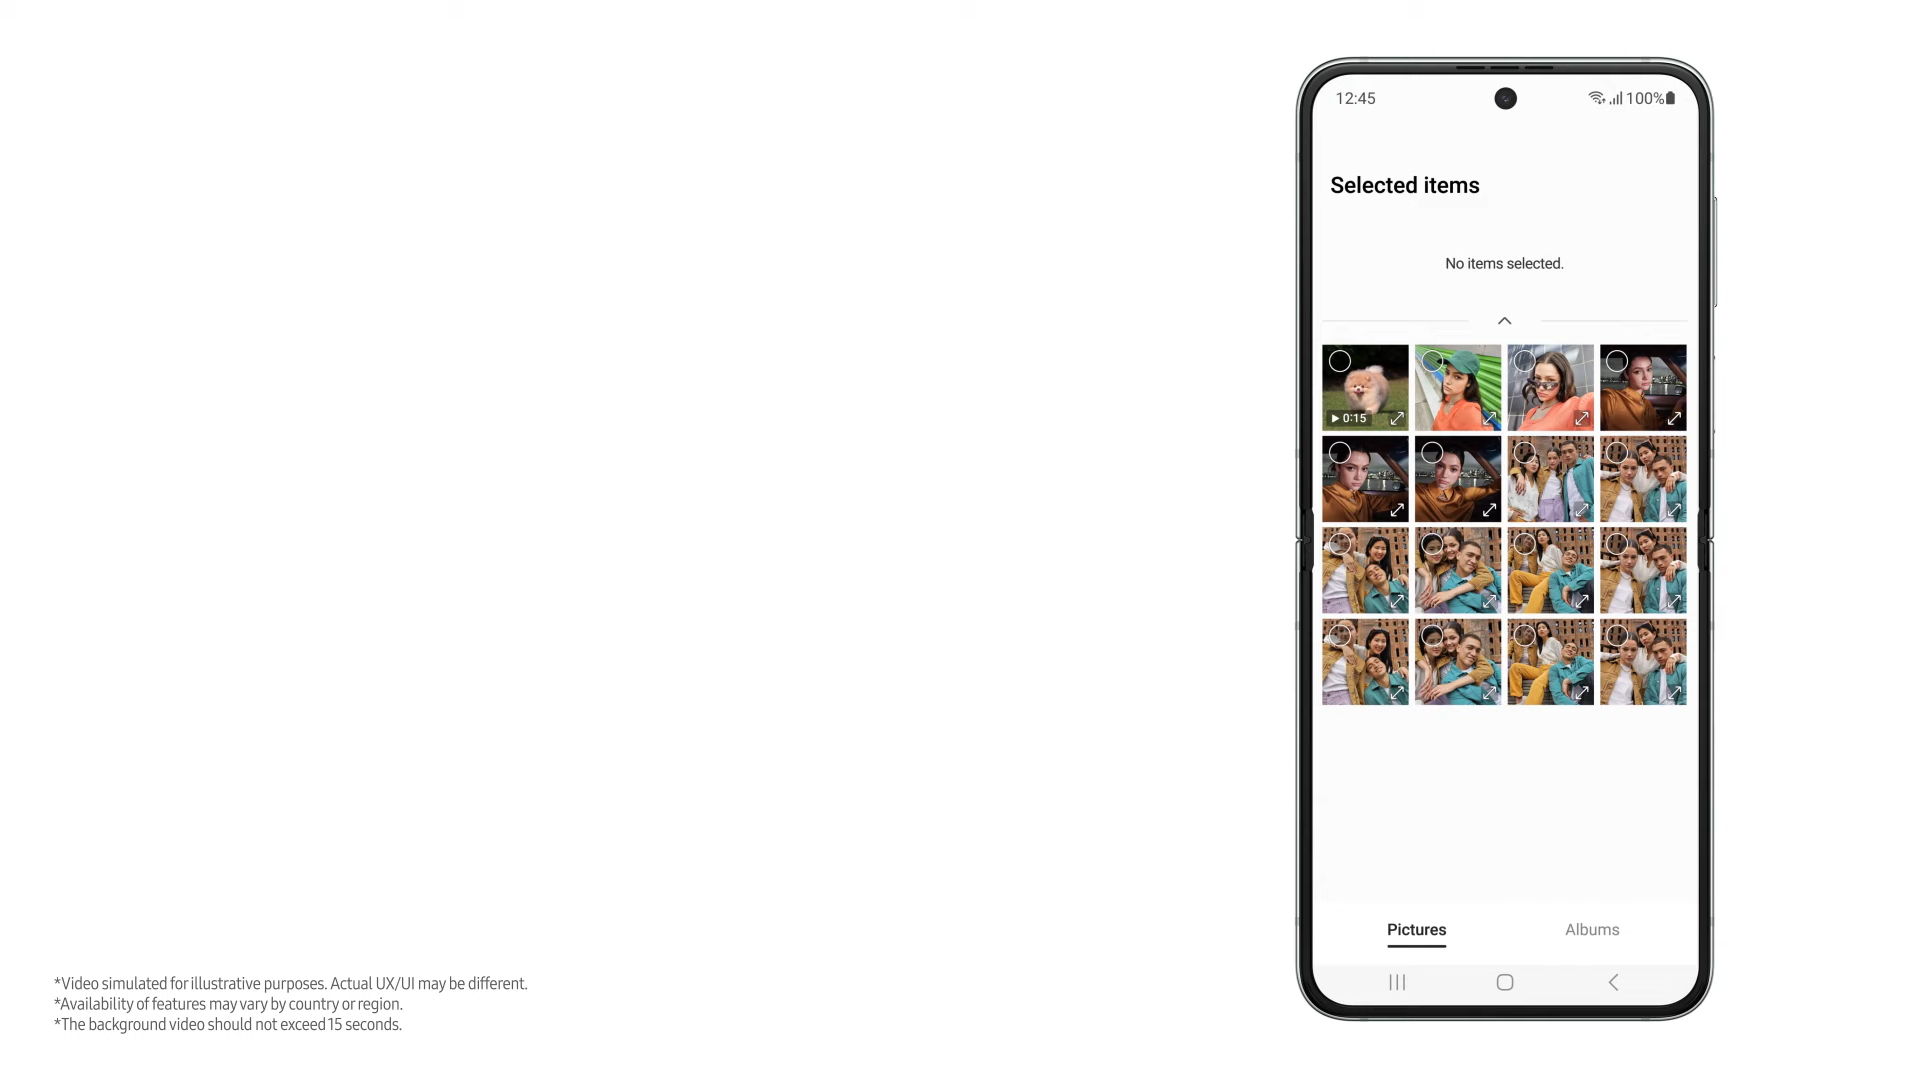 12:45
100%
Selected items
No items selected.
0:15
Pictures
Albums
*Video simulated for illustrative purposes. Actual UX/UI may be different.
*Availability of features may vary by country or region.
*The background video should not exceed 15 seconds.